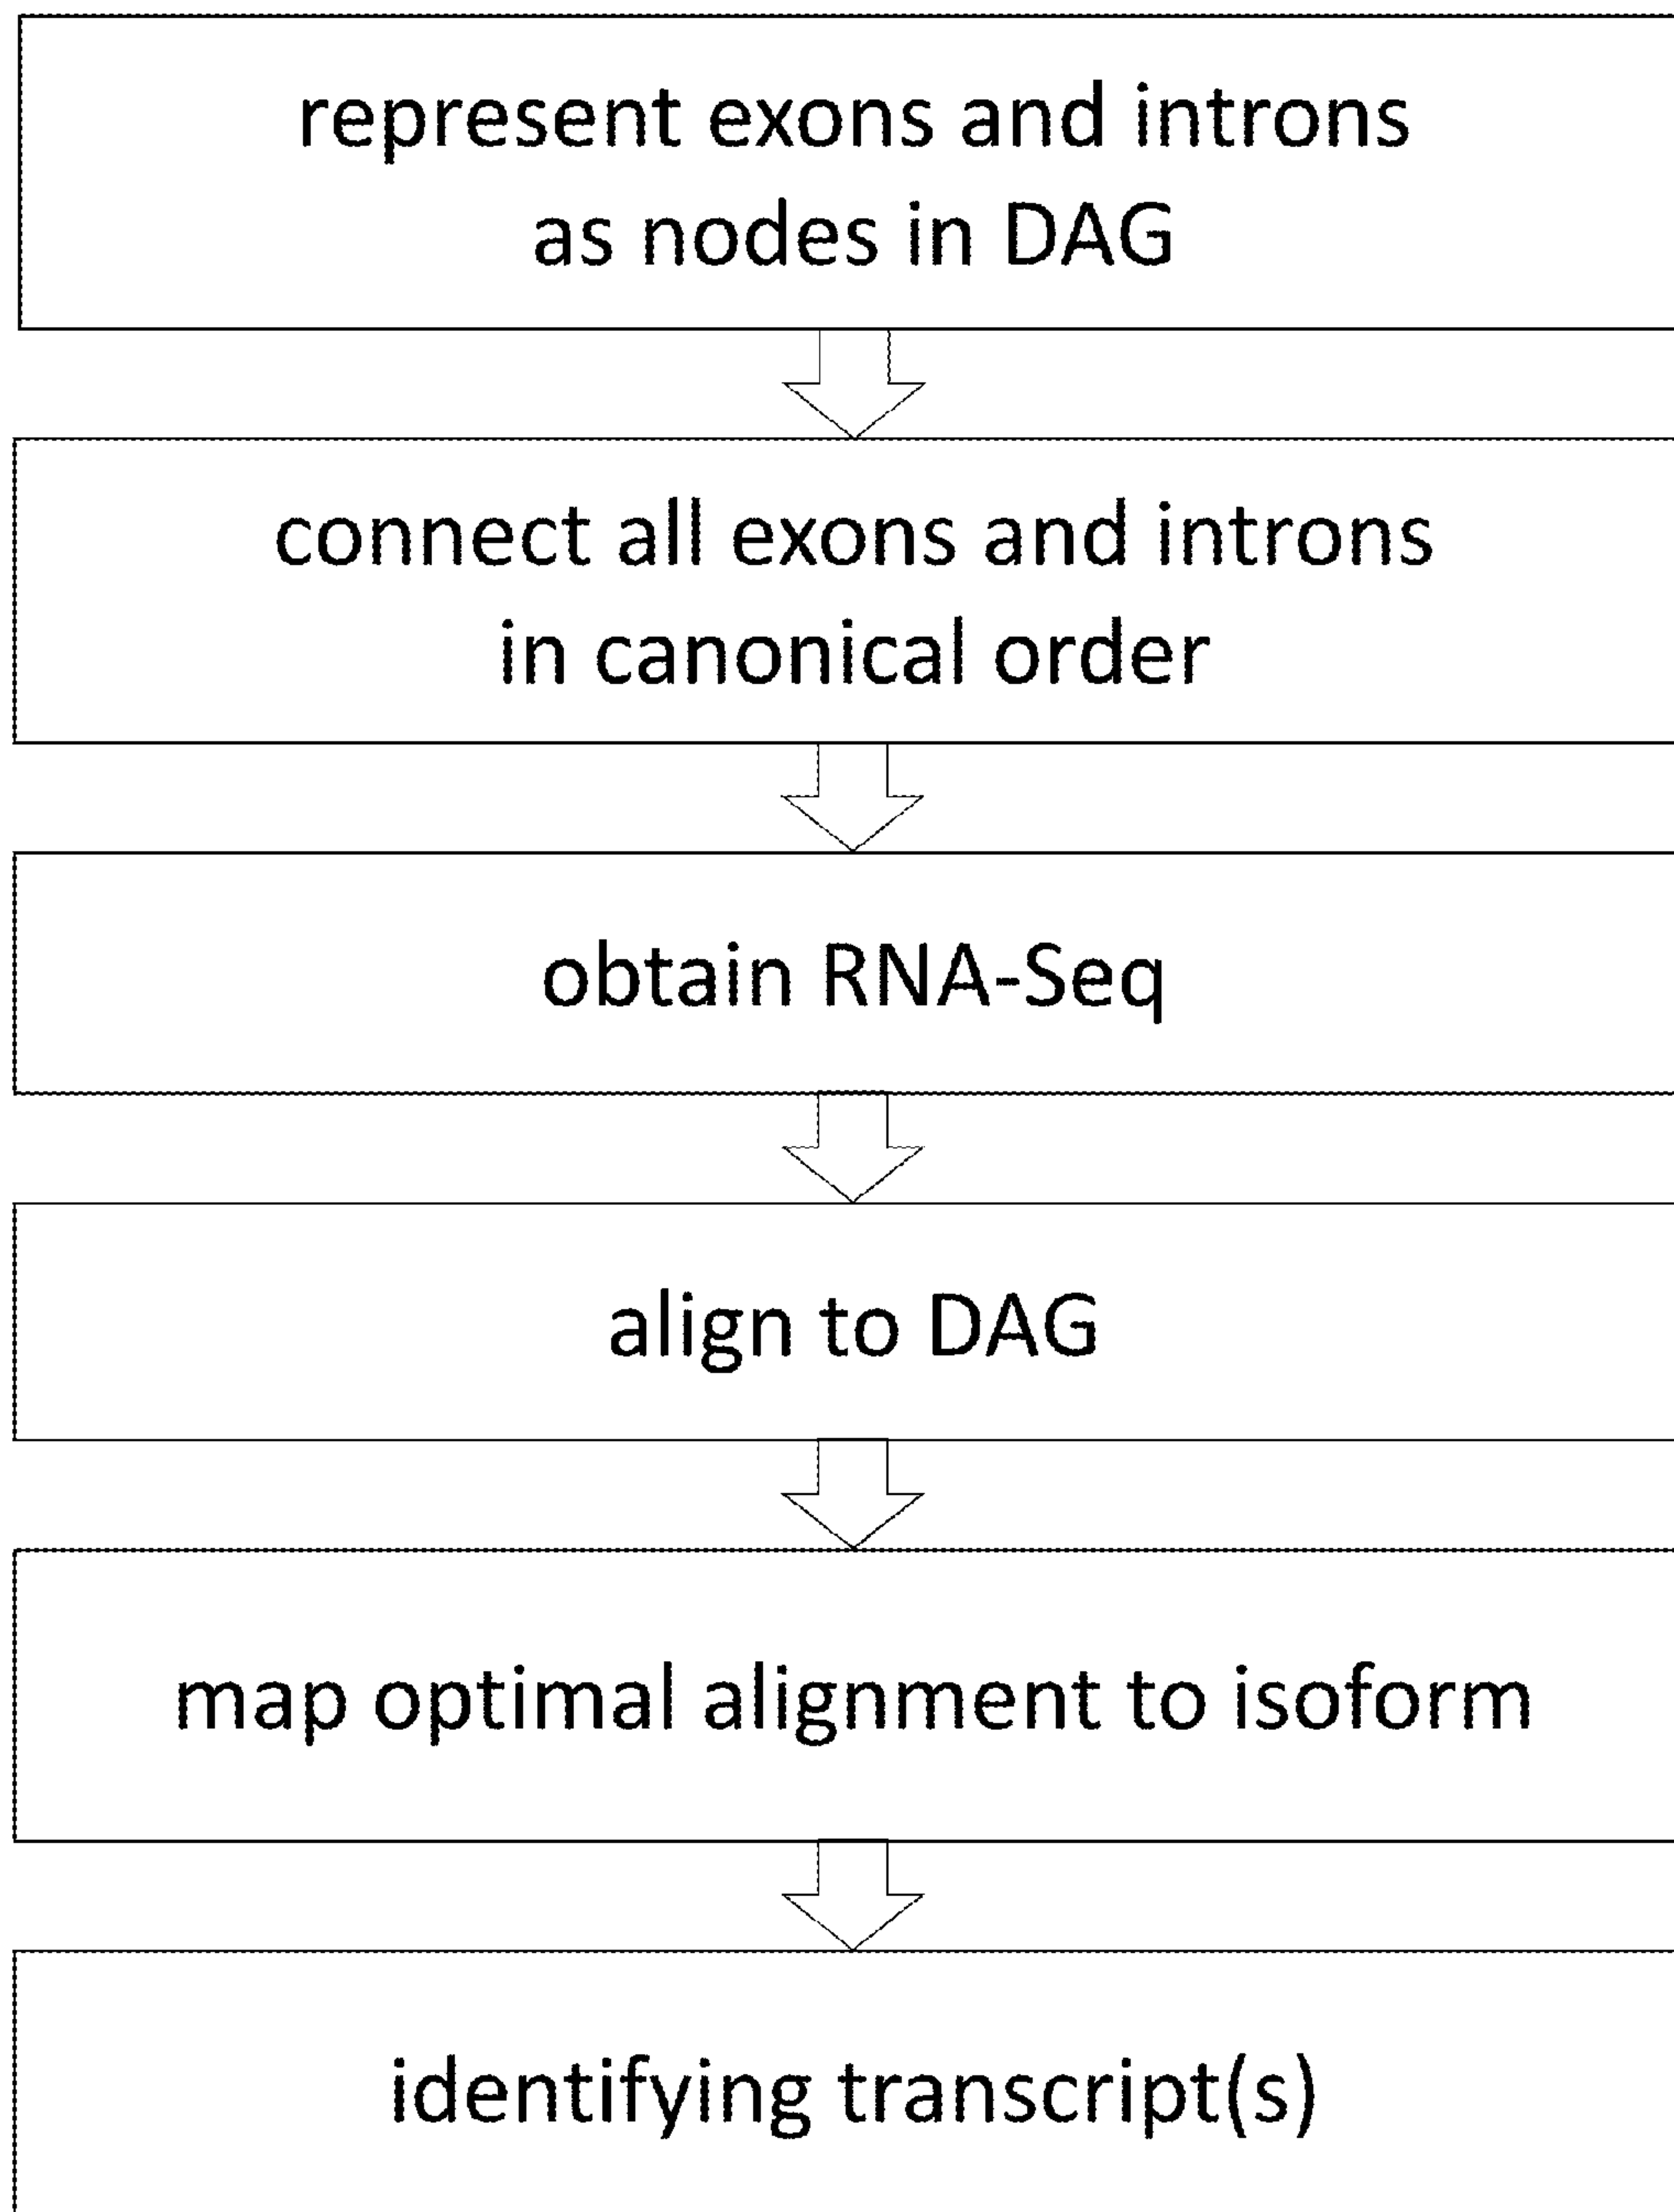 represent exons and introns
as nodes in DAG
connect all exons and introns
in canonical order
obtain RNA-Seq
align to DAG
map optimal alignment to isoform
identifying transcript(s)